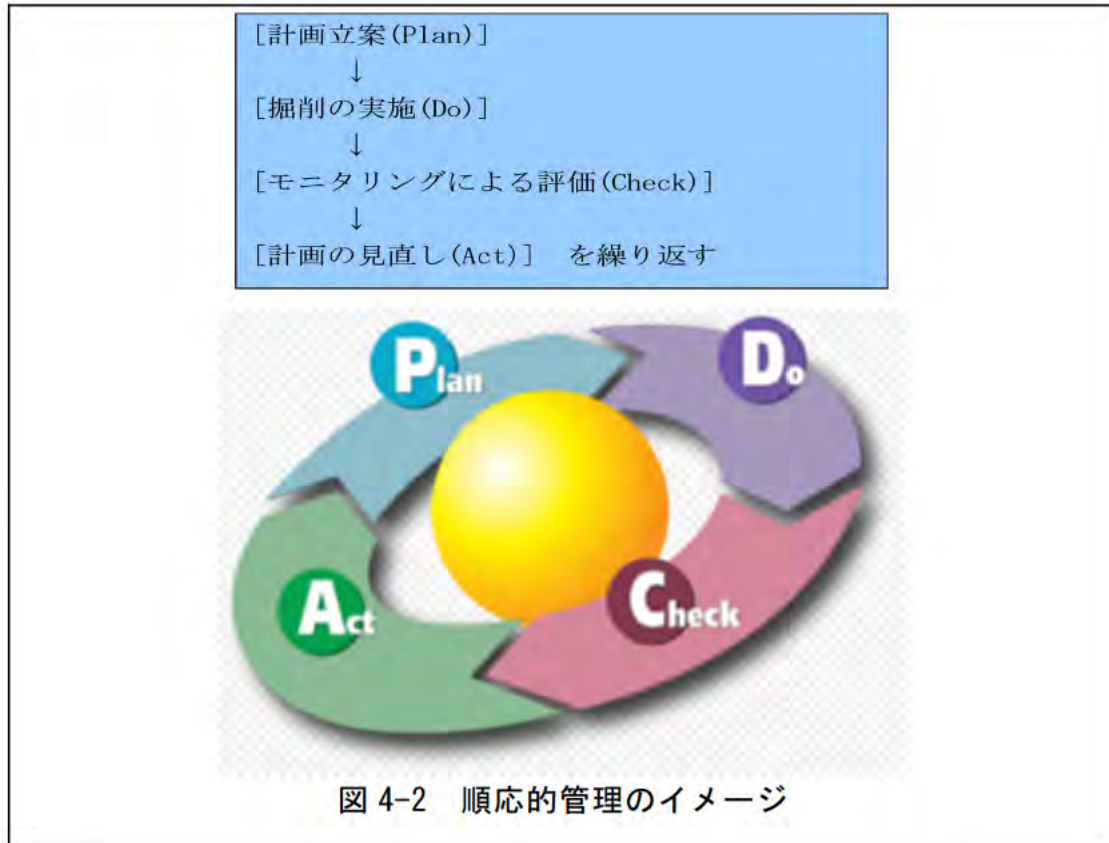 [計画立案(Plan)]
↓
[掘削の実施(Do)]
↓
[モニタリングによる評価(Check)]
↓
[計画の見直し(Act)] を繰り返す
Plan
Do
Act
Check
図 4-2 順応的管理のイメージ